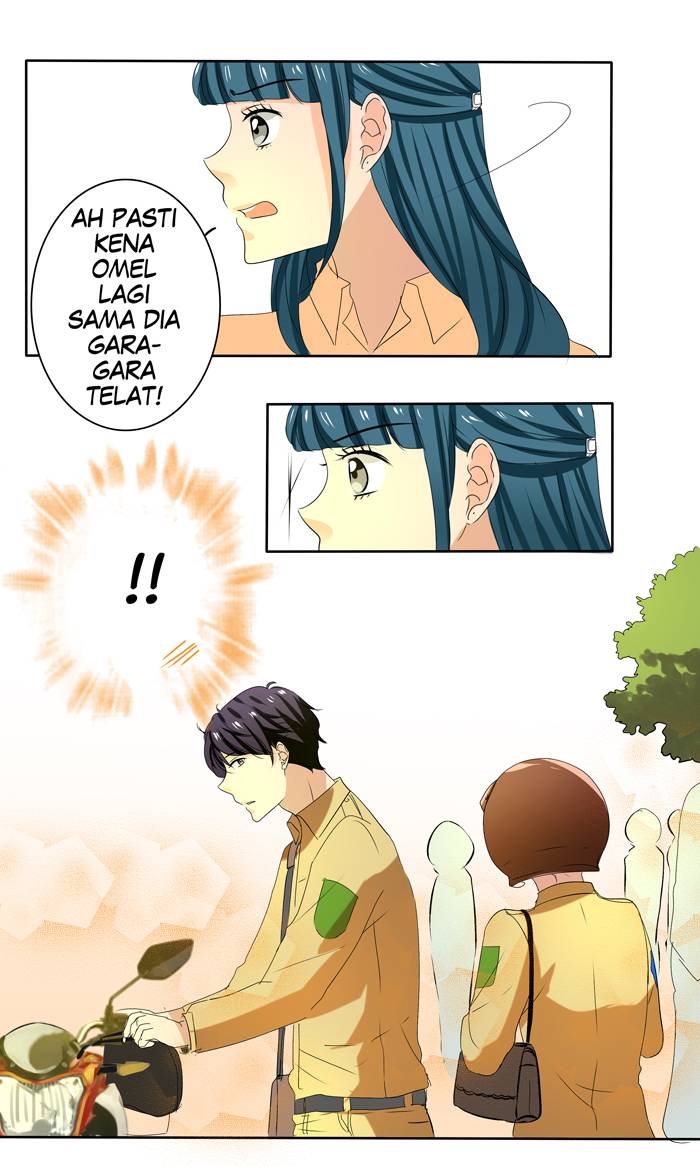 AH PASTI
KENA
OMEL
LAGI
SAMA DIA
GARA-
GARA
TELAT!
!!